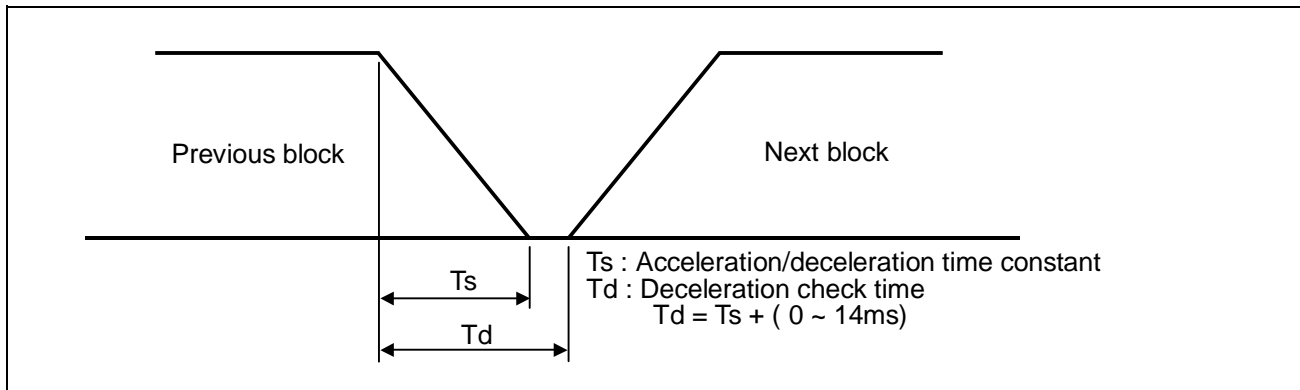 Previous block
Next block
Ts
Td
Ts : Acceleration/deceleration time constant
Td : Deceleration check time
Td = Ts + ( 0 ~ 14ms)